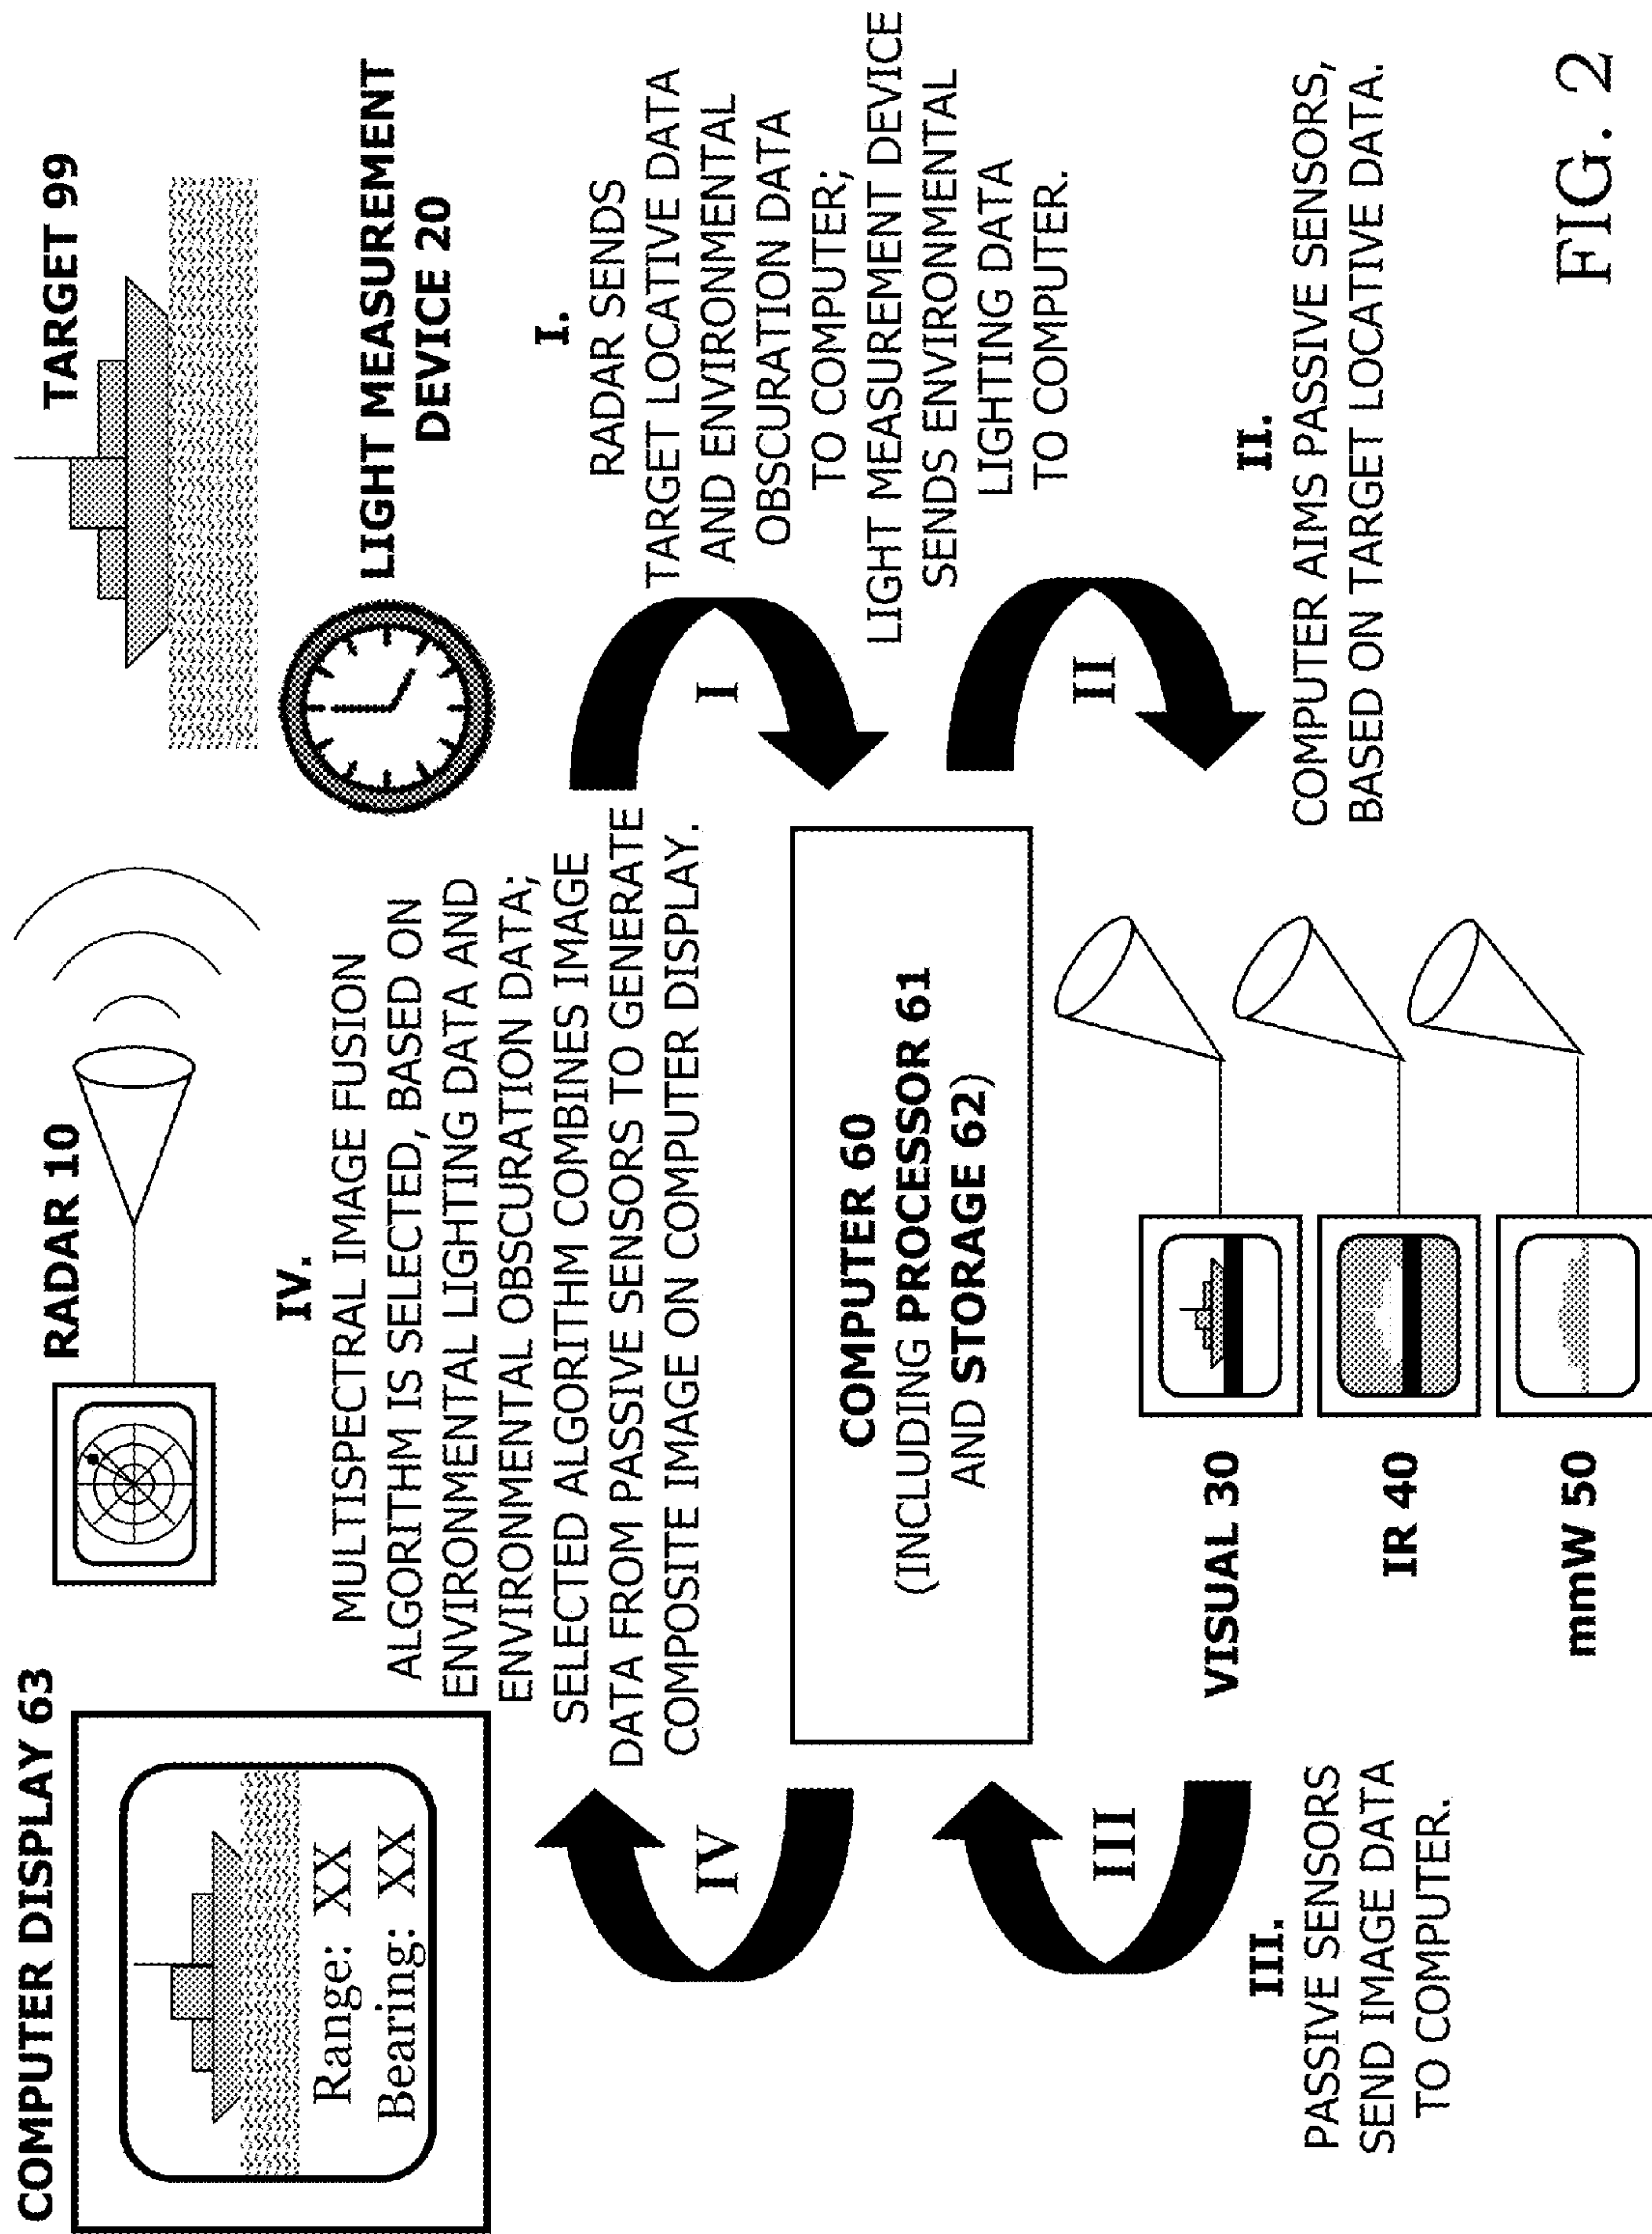 COMPUTER DISPLAY 63
Range: XX
Bearing: XX
RADAR 10
TARGET 99
LIGHT MEASUREMENT
DEVICE 20
IV.
MULTISPECTRAL IMAGE FUSION
ALGORITHM IS SELECTED, BASED ON
ENVIRONMENTAL LIGHTING DATA AND
ENVIRONMENTAL OBSCURATION DATA;
SELECTED ALGORITHM COMBINES IMAGE
DATA FROM PASSIVE SENSORS TO GENERATE
COMPOSITE IMAGE ON COMPUTER DISPLAY.
I.
RADAR SENDS
TARGET LOCATIVE DATA
AND ENVIRONMENTAL
OBSCURATION DATA
TO COMPUTER;
LIGHT MEASUREMENT DEVICE
SENDS ENVIRONMENTAL
LIGHTING DATA
TO COMPUTER.
IV
I
COMPUTER 60
(INCLUDING PROCESSOR 61
AND STORAGE 62)
III
II
III.
PASSIVE SENSORS
SEND IMAGE DATA
TO COMPUTER.
VISUAL 30
IR 40
mmW 50
II.
COMPUTER AIMS PASSIVE SENSORS,
BASED ON TARGET LOCATIVE DATA.
FIG. 2